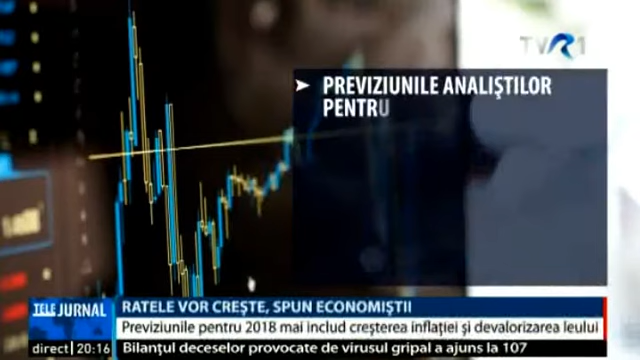 TVR1
PREVIZIUNILE ANALIŞTILOR
PENTRU
TELEJURNAL
RATELE VOR CREŞTE, SPUN ECONOMIŞTII
Previziunile pentru 2018 mai includ creşterea inflaţiei şi devalorizarea leului
direct 20:16
Bilanţul deceselor provocate de virusul gripal a ajuns la 107